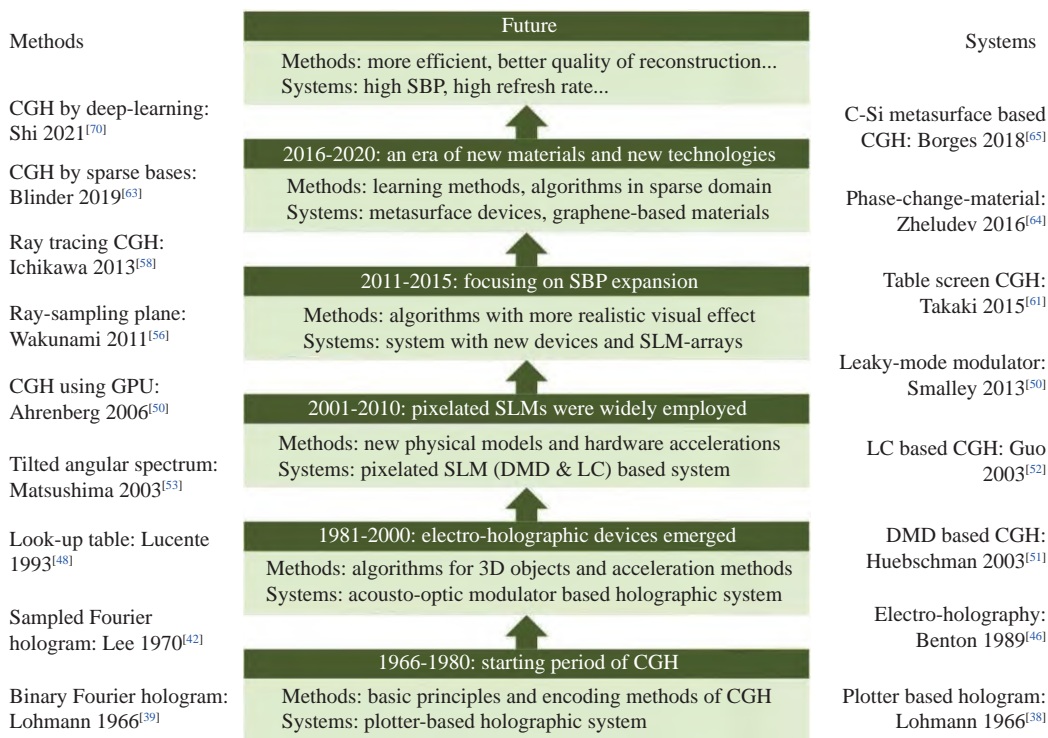 Methods
CGH by deep-learning:
Shi 2021[70]
CGH by sparse bases:
Blinder 2019[63]
Ray tracing CGH:
Ichikawa 2013[58]
Ray-sampling plane:
Wakunami 2011[56]
CGH using GPU:
Ahrenberg 2006[50]
Tilted angular spectrum:
Matsushima 2003[53]
Look-up table: Lucente
1993[48]
Sampled Fourier
hologram: Lee 1970[42]
Binary Fourier hologram:
Lohmann 1966[39]
Future
Methods: more efficient, better quality of reconstruction...
Systems: high SBP, high refresh rate...
2016-2020: an era of new materials and new technologies
Methods: learning methods, algorithms in sparse domain
Systems: metasurface devices, graphene-based materials
2011-2015: focusing on SBP expansion
Methods: algorithms with more realistic visual effect
Systems: system with new devices and SLM-arrays
2001-2010: pixelated SLMs were widely employed
Methods: new physical models and hardware accelerations
Systems: pixelated SLM (DMD & LC) based system
1981-2000: electro-holographic devices emerged
Methods: algorithms for 3D objects and acceleration methods
Systems: acousto-optic modulator based holographic system
1966-1980: starting period of CGH
Methods: basic principles and encoding methods of CGH
Systems: plotter-based holographic system
Systems
C-Si metasurface based
CGH: Borges 2018[65]
Phase-change-material:
Zheludev 2016[64]
Table screen CGH:
Takaki 2015[61]
Leaky-mode modulator:
Smalley 2013[50]
LC based CGH: Guo
2003[52]
DMD based CGH:
Huebschman 2003[51]
Electro-holography:
Benton 1989[46]
Plotter based hologram:
Lohmann 1966[38]